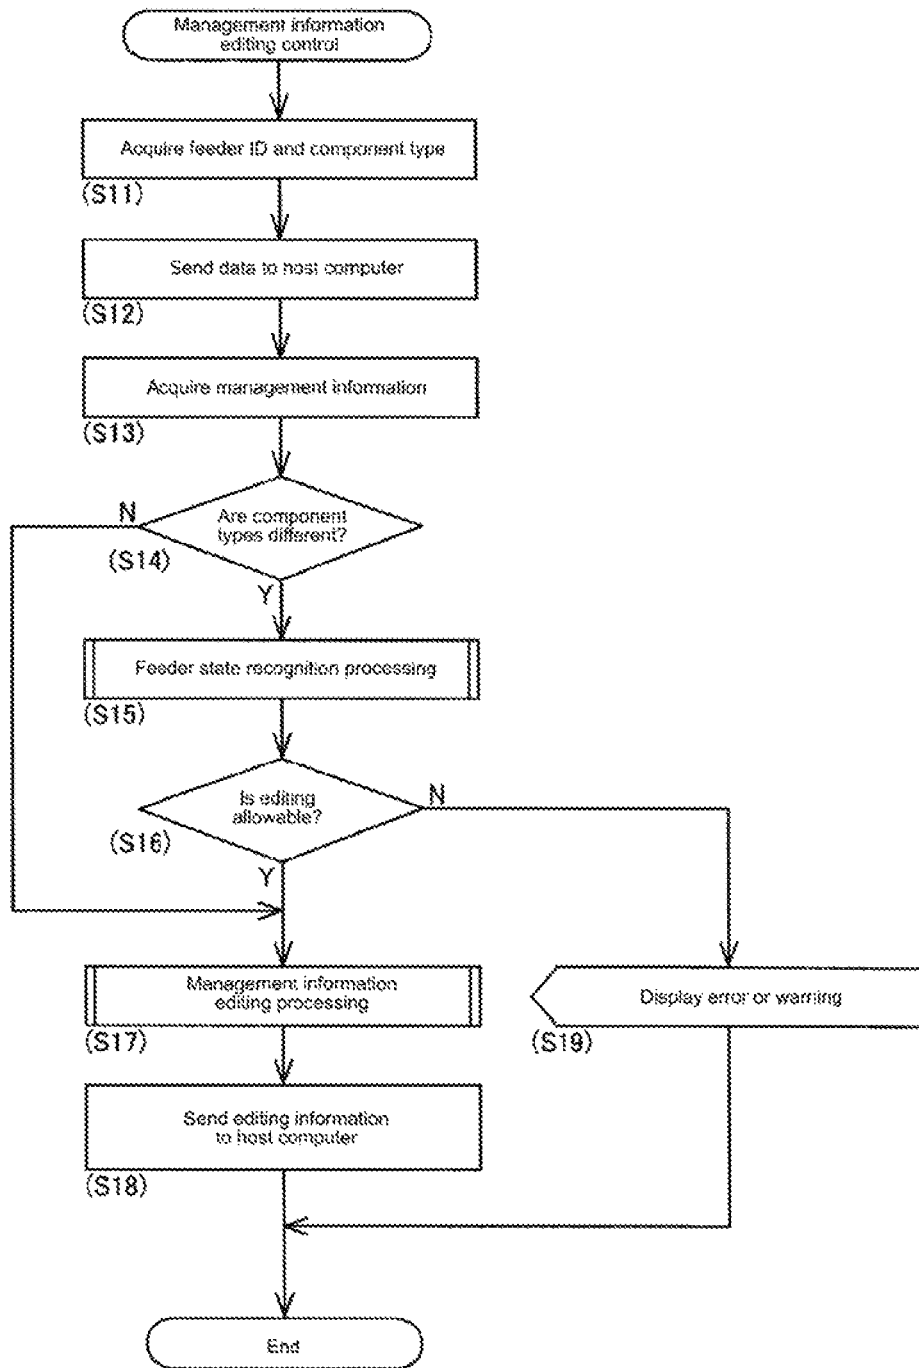 Management information
editing control
Acquire feeder ID and component type
(S11)
Send data to host computer
(S12)
Acquire management information
(S13)
N
Are component
types different?
(S14)
Y
Feeder state recognition processing
(S15)
Is editing
allowable?
N
(S16)
Y
Management information
editing processing
(S17)
Display error or warning
(S19)
Send editing information
to host computer
(S18)
End